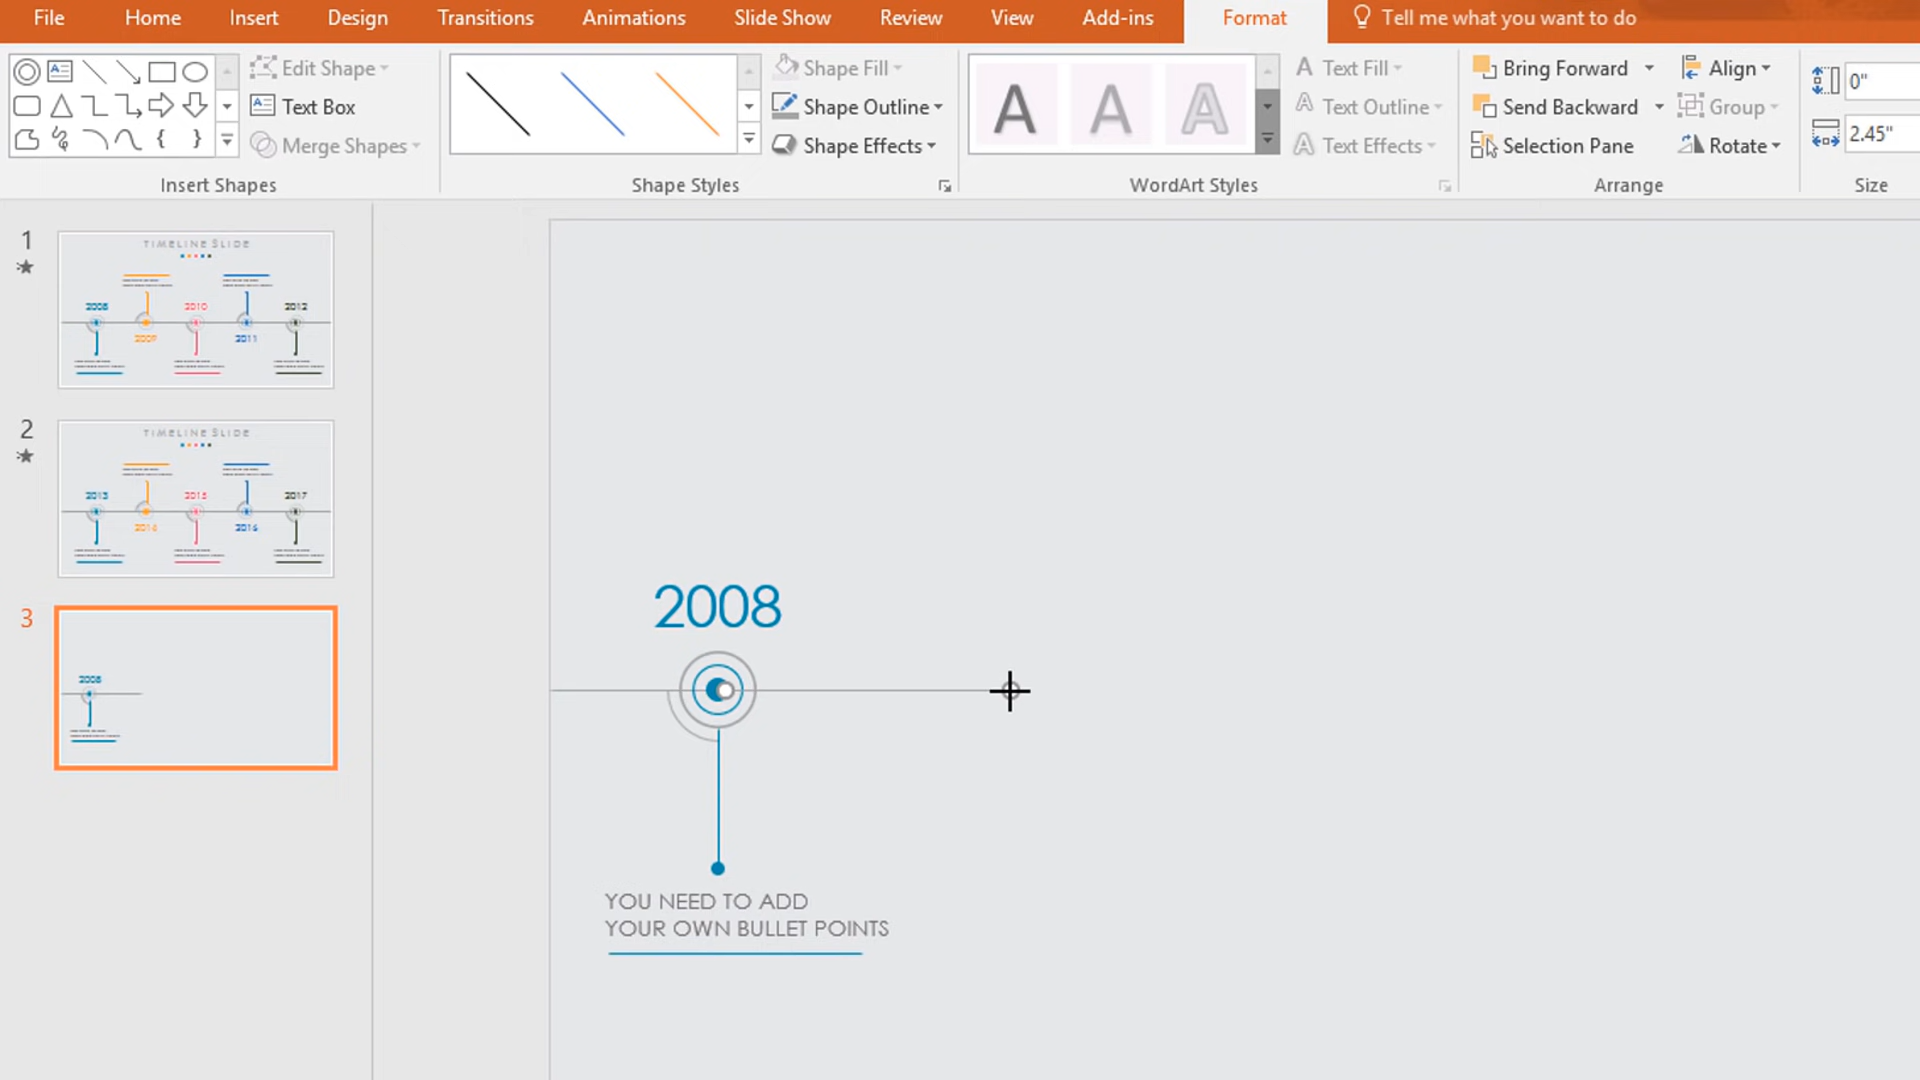 File Home Insert Design Transitions Animations Slide Show Review View Add-ins Format Tell me what you want to do
Edit Shape
Text Box
Merge Shapes
Insert Shapes
Shape Fill
Shape Outline
Shape Effects
Shape Styles
A A A
WordArt Styles
A Text Fill
A Text Outline
A Text Effects
Bring Forward
Send Backward
Selection Pane
Align
Group
Rotate
Arrange
0"
2.45"
Size
1
TIMELINE SLIDE
2008 2010 2012
2009 2011
2
TIMELINE SLIDE
2013 2015 2017
2014 2016
3
2008
2008
YOU NEED TO ADD
YOUR OWN BULLET POINTS